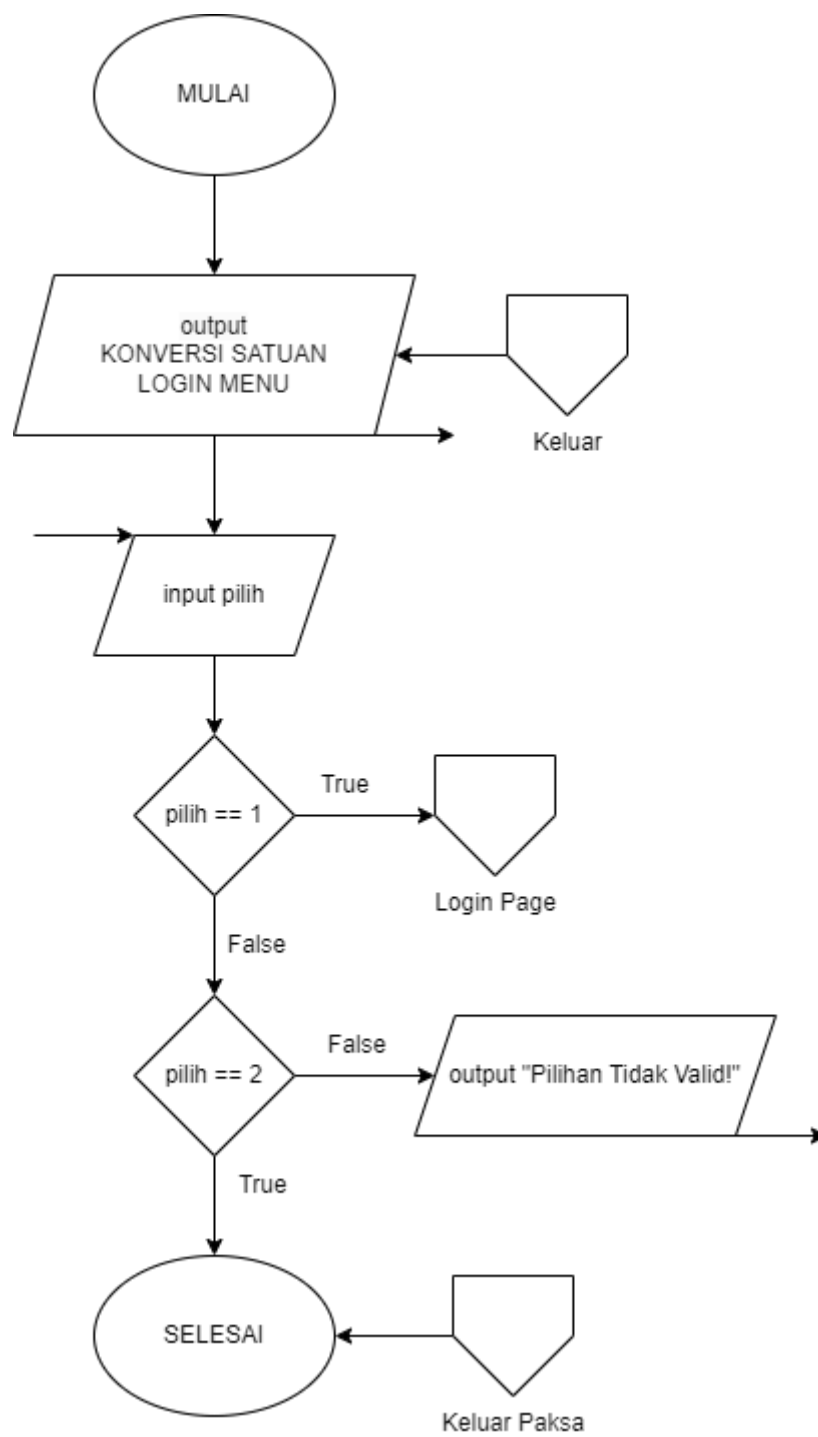 MULAI
output
KONVERSI SATUAN
LOGIN MENU
Keluar
input pilih
pilih == 1
True
Login Page
False
pilih == 2
False
output "Pilihan Tidak Valid!"
True
SELESAI
Keluar Paksa